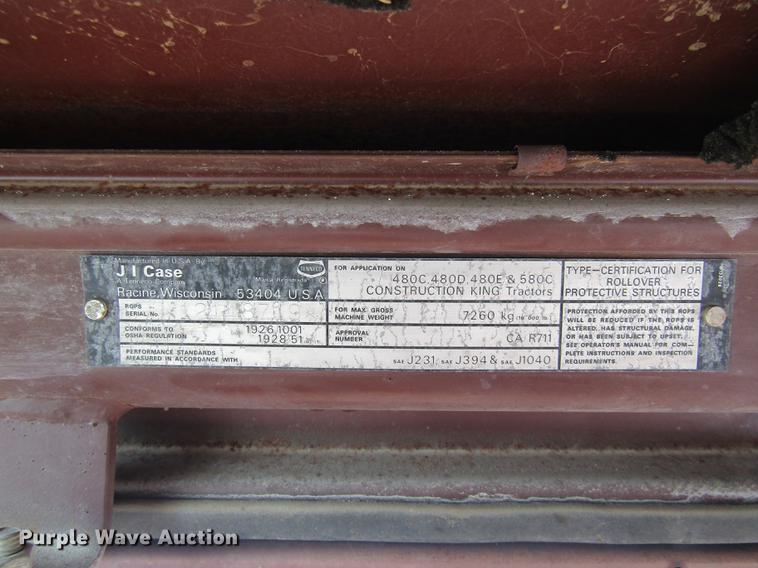 Manufactured in U.S.A. By
J I Case
A Tenneco Company
Racine, Wisconsin 53404 U.S.A.
TENNECO
Marca Registrada
FOR APPLICATION ON
480C, 480D, 480E & 580C
CONSTRUCTION KING Tractors
TYPE-CERTIFICATION FOR
ROLLOVER
PROTECTIVE STRUCTURES
ROPS
SERIAL No.
FOR MAX GROSS
MACHINE WEIGHT
7260 kg (16 000 lb)
CONFORMS TO
OSHA REGULATION
1926.1001
1928.51
APPROVAL
NUMBER
CA R711
PERFORMANCE STANDARDS
MEASURED IN ACCORDANCE WITH
SAE J231, SAE J394 & SAE J1040
PROTECTION AFFORDED BY THIS ROPS
WILL BE REDUCED IF THE ROPS IS
ALTERED, HAS STRUCTURAL DAMAGE,
OR HAS BEEN SUBJECT TO UPSET.
SEE OPERATOR'S MANUAL FOR COM-
PLETE INSTRUCTIONS AND INSPECTION
REQUIREMENTS.
Purple Wave Auction